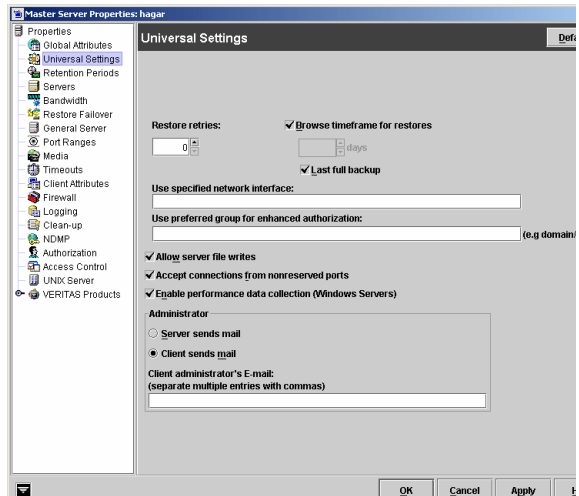 Master Server Properties: hagar
Properties
Global Attributes
Universal Settings
Retention Periods
Servers
Bandwidth
Restore Failover
General Server
Port Ranges
Media
Timeouts
Client Attributes
Firewall
Logging
Clean-up
NDMP
Authorization
Access Control
UNIX Server
VERITAS Products
Universal Settings
Defa
Restore retries:
Browse timeframe for restores
0
days
Last full backup
Use specified network interface:
Use preferred group for enhanced authorization:
(e.g domain/
Allow server file writes
Accept connections from nonreserved ports
Enable performance data collection (Windows Servers)
Administrator
Server sends mail
Client sends mail
Client administrator's E-mail:
(separate multiple entries with commas)
OK Cancel Apply H